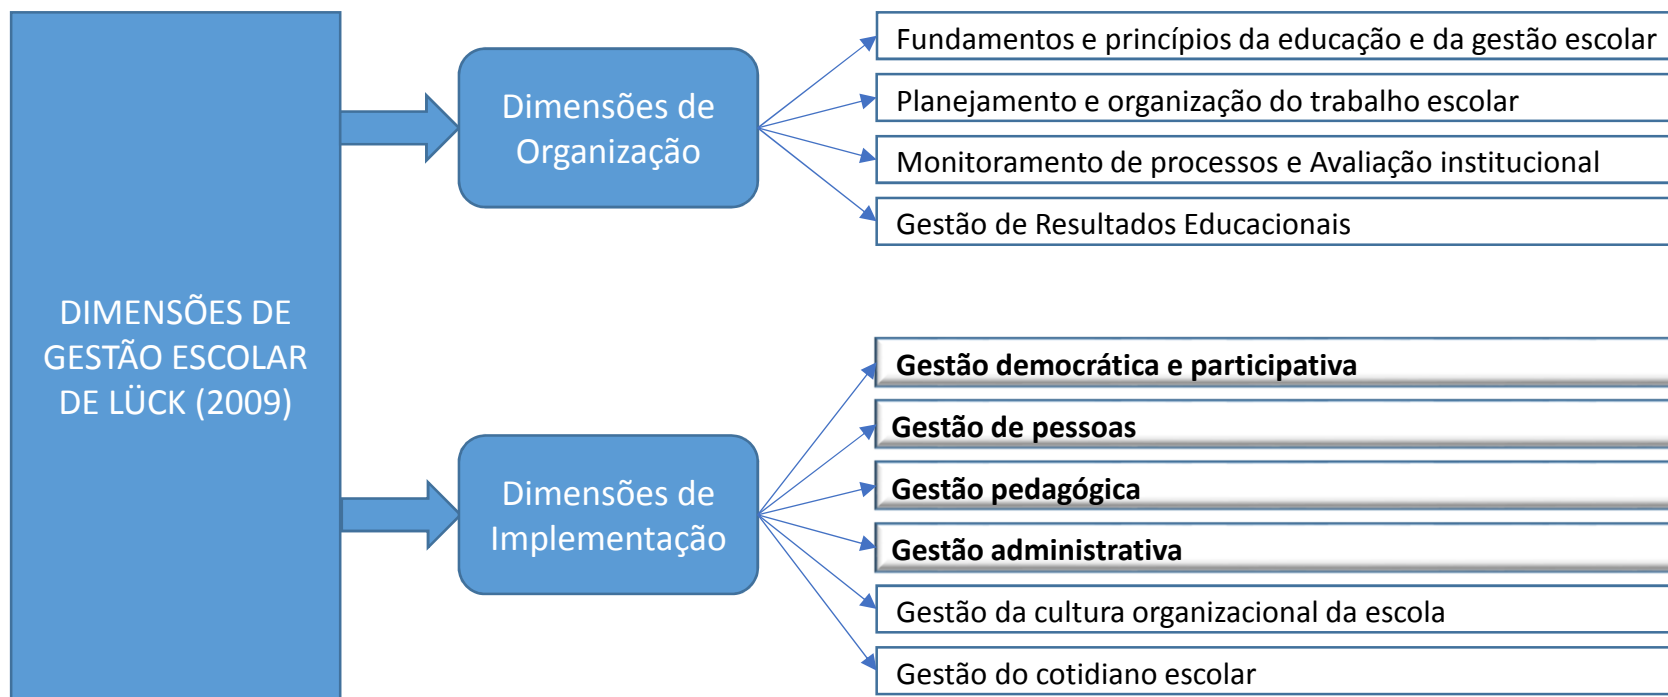 DIMENSÕES DE
GESTÃO ESCOLAR
DE LÜCK (2009)
Dimensões de
Organização
Fundamentos e princípios da educação e da gestão escolar
Planejamento e organização do trabalho escolar
Monitoramento de processos e Avaliação institucional
Gestão de Resultados Educacionais
Dimensões de
Implementação
Gestão democrática e participativa
Gestão de pessoas
Gestão pedagógica
Gestão administrativa
Gestão da cultura organizacional da escola
Gestão do cotidiano escolar